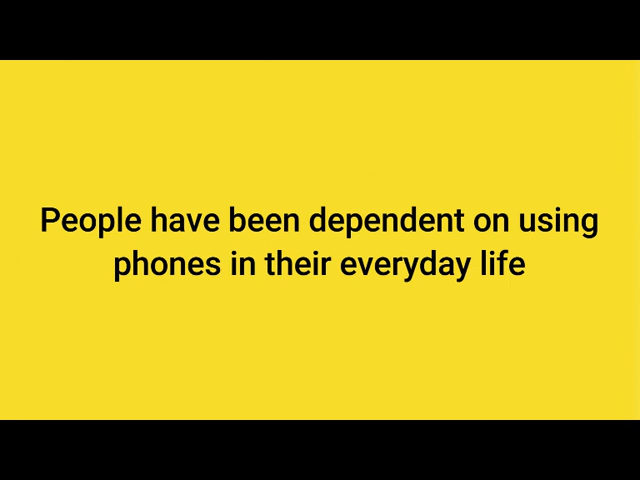 People have been dependent on using
phones in their everyday life